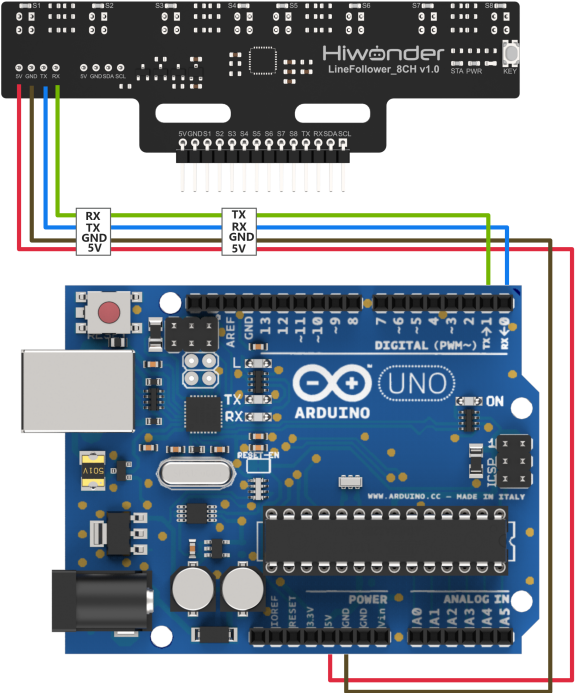 S1 S2 S3 S4 S5 S6 S7 S8
Hiwonder
LineFollower_8CH v1.0
STA PWR KEY
5V GND TX RX 5V GND SDA SCL
5V GND S1 S2 S3 S4 S5 S6 S7 S8 TX RX SDA SCL
RX TX
TX RX
GND GND
5V 5V
RESET
AREF
GND
13
12
~11
~10
~9
8
7
~6
~5
4
~3
2
TX→1
RX←0
DIGITAL (PWM~)
L
TX
RX
ARDUINO
UNO
ON
RESET-EN
ICSP
1
501V
WWW.ARDUINO.CC - MADE IN ITALY
POWER
ANALOG IN
IOREF
RESET
3.3V
5V
GND
GND
Vin
A0
A1
A2
A3
A4
A5